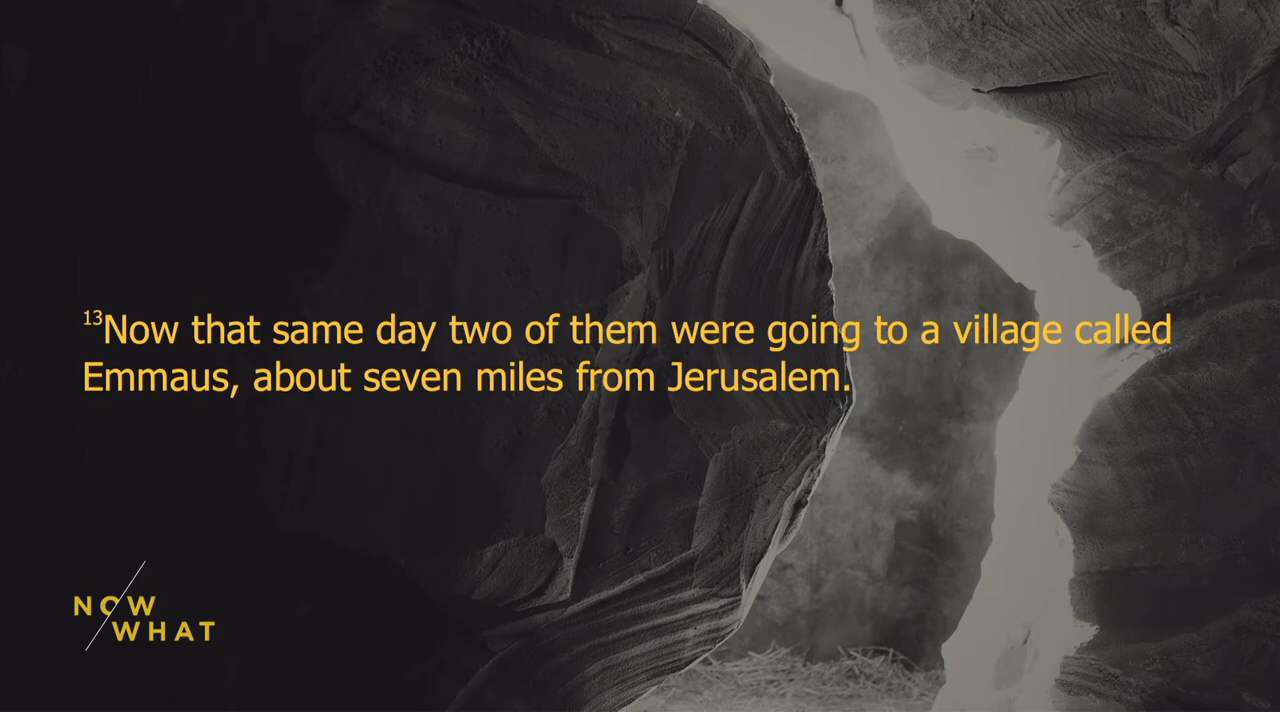 13Now that same day two of them were going to a village called
Emmaus, about seven miles from Jerusalem.
NOW
WHAT